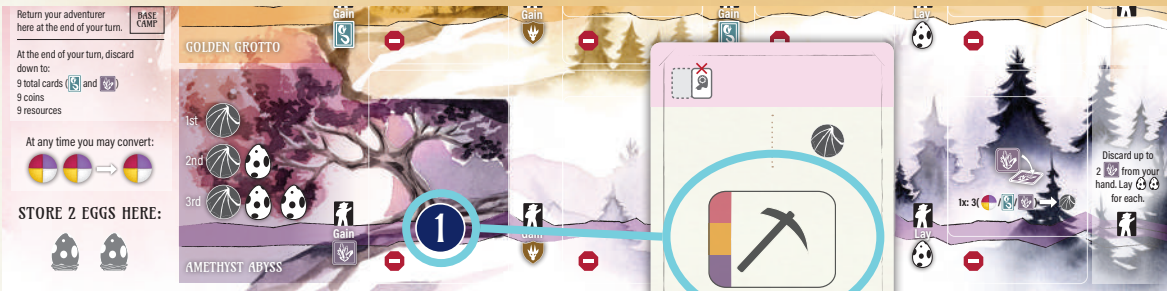 Return your adventurer
here at the end of your turn.
BASE
CAMP
At the end of your turn, discard
down to:
9 total cards ( and )
9 coins
9 resources
At any time you may convert:
STORE 2 EGGS HERE:
GOLDEN GROTTO
1st
2nd
3rd
AMETHYST ABYSS
Gain
Gain
Gain
Lay
Gain
1
Gain
Lay
1x: 3( / / )
Discard up to
2 from your
hand. Lay
for each.